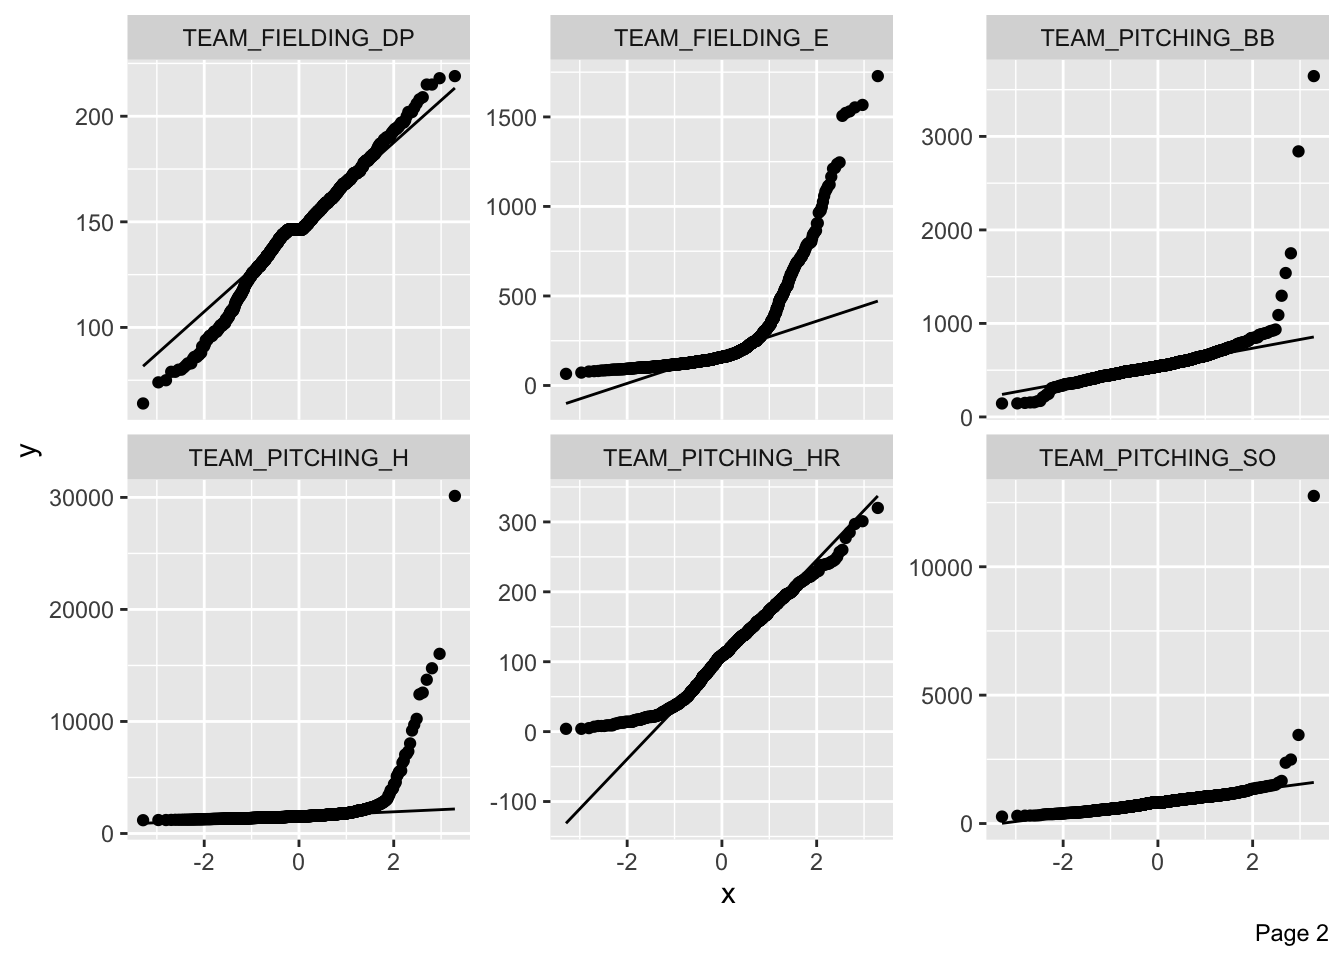 TEAM_FIELDING_DP
TEAM_FIELDING_E
TEAM_PITCHING_BB
200
150
100
1500
1000
500
0
3000
2000
1000
0
y
TEAM_PITCHING_H
TEAM_PITCHING_HR
TEAM_PITCHING_SO
30000
20000
10000
0
300
200
100
0
-100
10000
5000
0
-2 0 2
-2 0 2
-2 0 2
x
Page 2